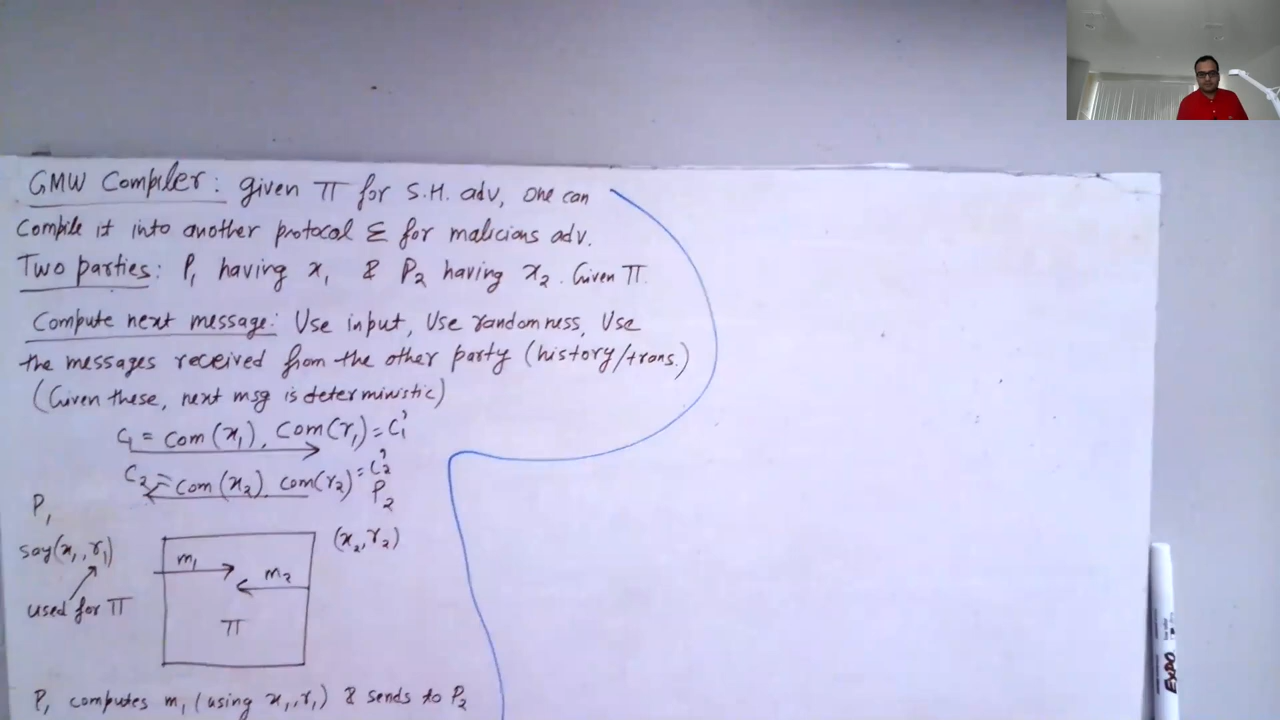 GMW Compiler: given Π for S.H. adv, one can
Compile it into another protocol Σ for malicious adv.
Two parties: P₁ having x₁ & P₂ having x₂. Given Π.
Compute next message: Use input, Use randomness, Use
the messages received from the other party (history/trans.)
(Given these, next msg is deterministic)
C₁ = Com(x₁), Com(r₁) = C₁'
C₂ = Com(x₂), Com(r₂) = C₂'
P₁
P₂
say (x₁, r₁)
(x₂, r₂)
m₁
m₂
used for Π
Π
P₁ computes m₁ (using x₁, r₁) & sends to P₂
EXPO